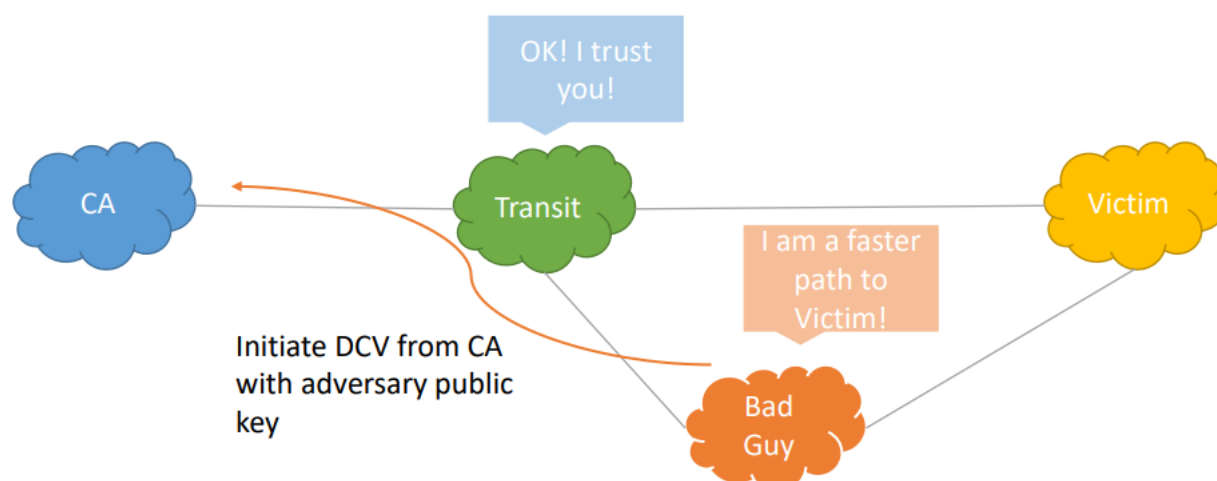 OK! I trust
you!
CA
Transit
Victim
I am a faster
path to
Victim!
Initiate DCV from CA
with adversary public
key
Bad
Guy